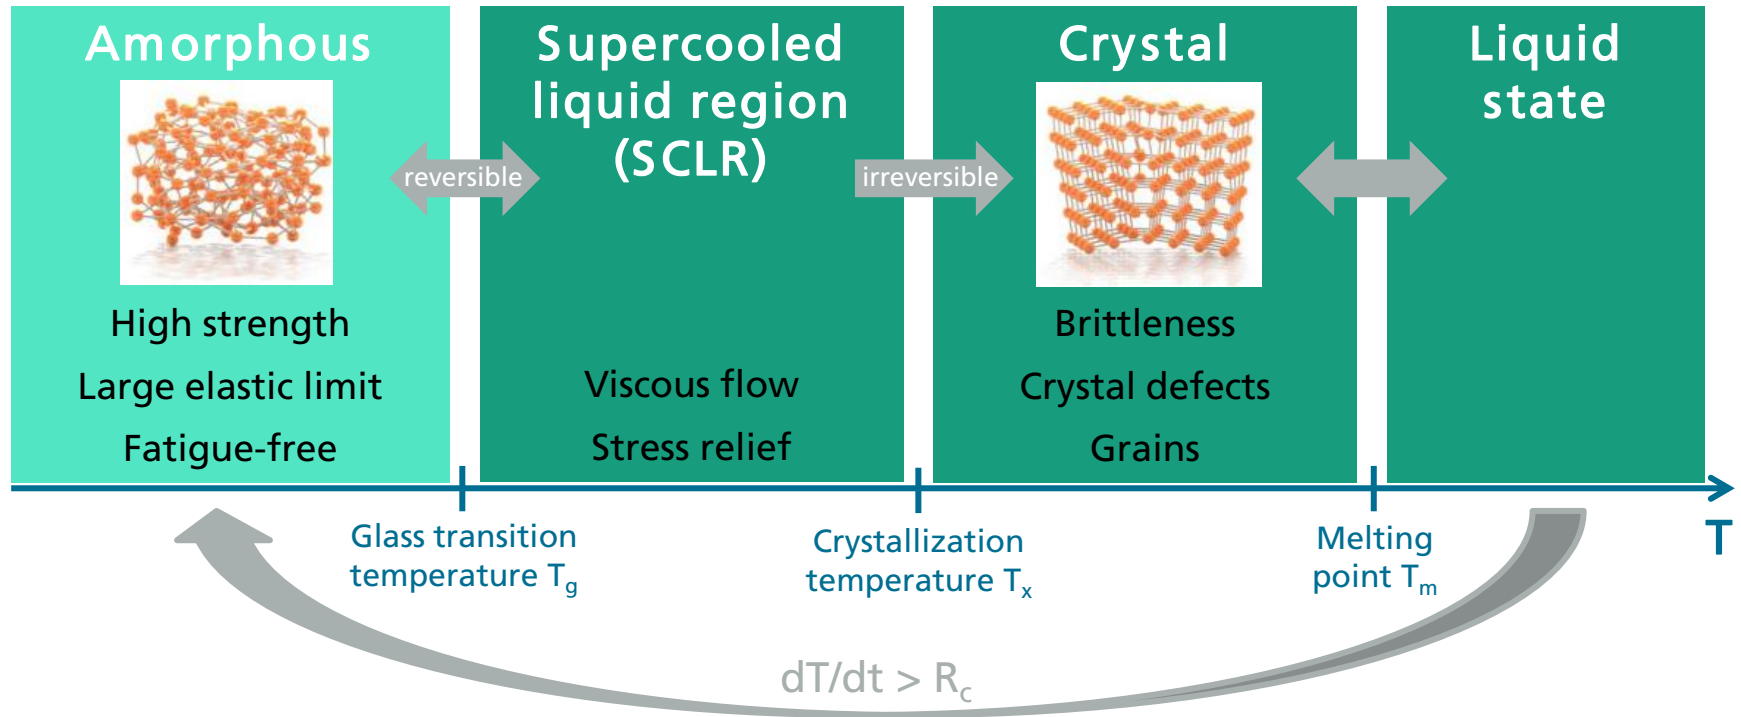 Amorphous
Supercooled
liquid region
(SCLR)
Crystal
Liquid
state
reversible
irreversible
High strength
Large elastic limit
Fatigue-free
Viscous flow
Stress relief
Brittleness
Crystal defects
Grains
Glass transition
temperature Tg
Crystallization
temperature Tx
Melting
point Tm
T
dT/dt > Rc